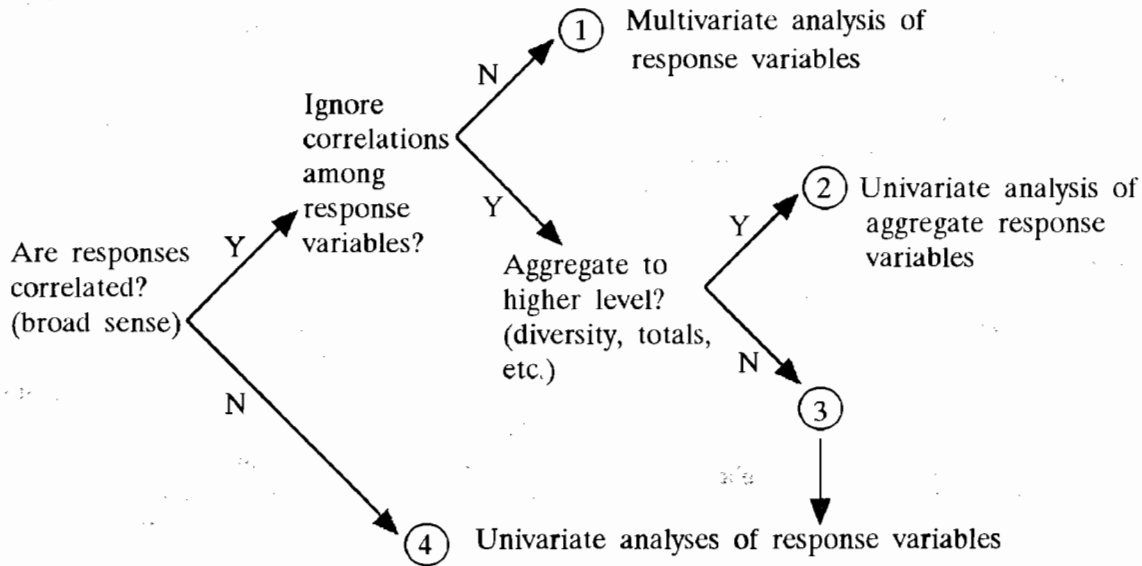 1 Multivariate analysis of
response variables
N
Ignore
correlations
among
response
variables?
Y
2 Univariate analysis of
aggregate response
variables
Y
Y
Are responses
correlated?
(broad sense)
Aggregate to
higher level?
(diversity, totals,
etc.)
N
N
3
4 Univariate analyses of response variables